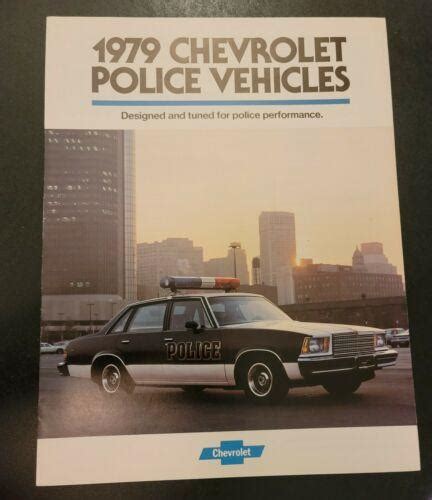 1979 CHEVROLET
POLICE VEHICLES
Designed and tuned for police performance.
POLICE
Chevrolet